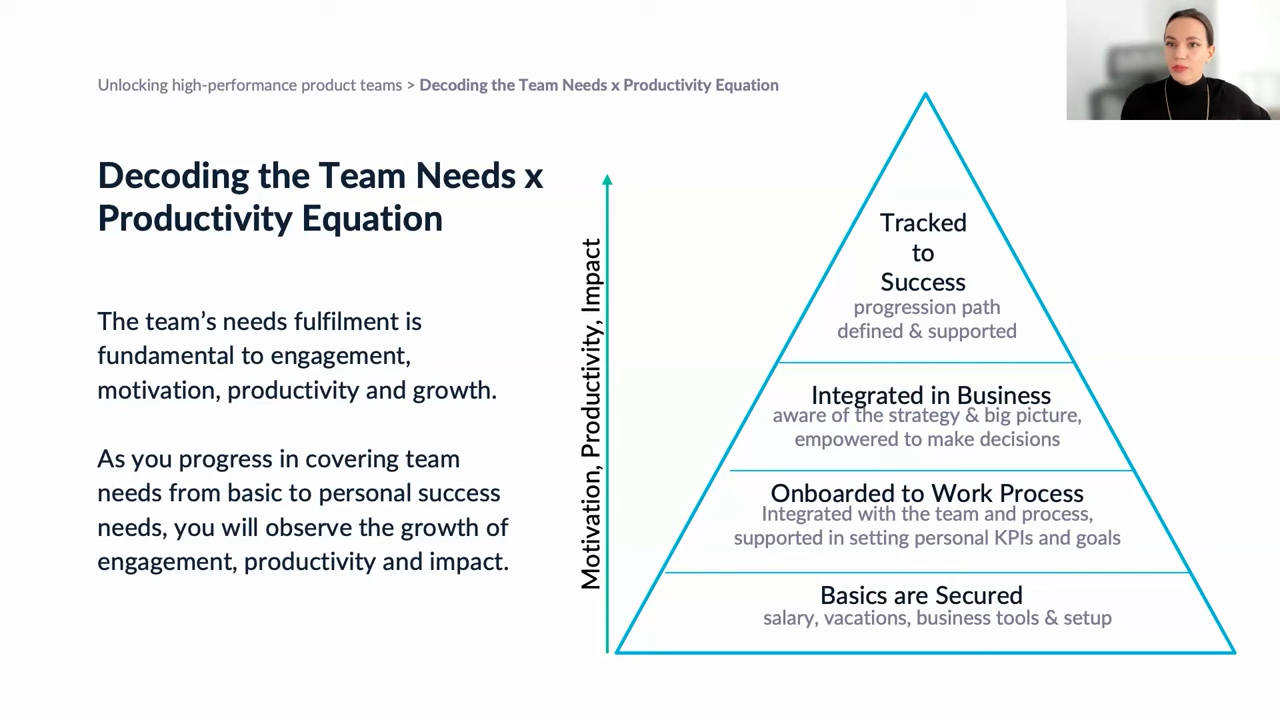 Unlocking high-performance product teams > Decoding the Team Needs x Productivity Equation
Decoding the Team Needs x
Productivity Equation
The team’s needs fulfilment is
fundamental to engagement,
motivation, productivity and growth.
As you progress in covering team
needs from basic to personal success
needs, you will observe the growth of
engagement, productivity and impact.
Motivation, Productivity, Impact
Tracked
to
Success
progression path
defined & supported
Integrated in Business
aware of the strategy & big picture,
empowered to make decisions
Onboarded to Work Process
Integrated with the team and process,
supported in setting personal KPIs and goals
Basics are Secured
salary, vacations, business tools & setup